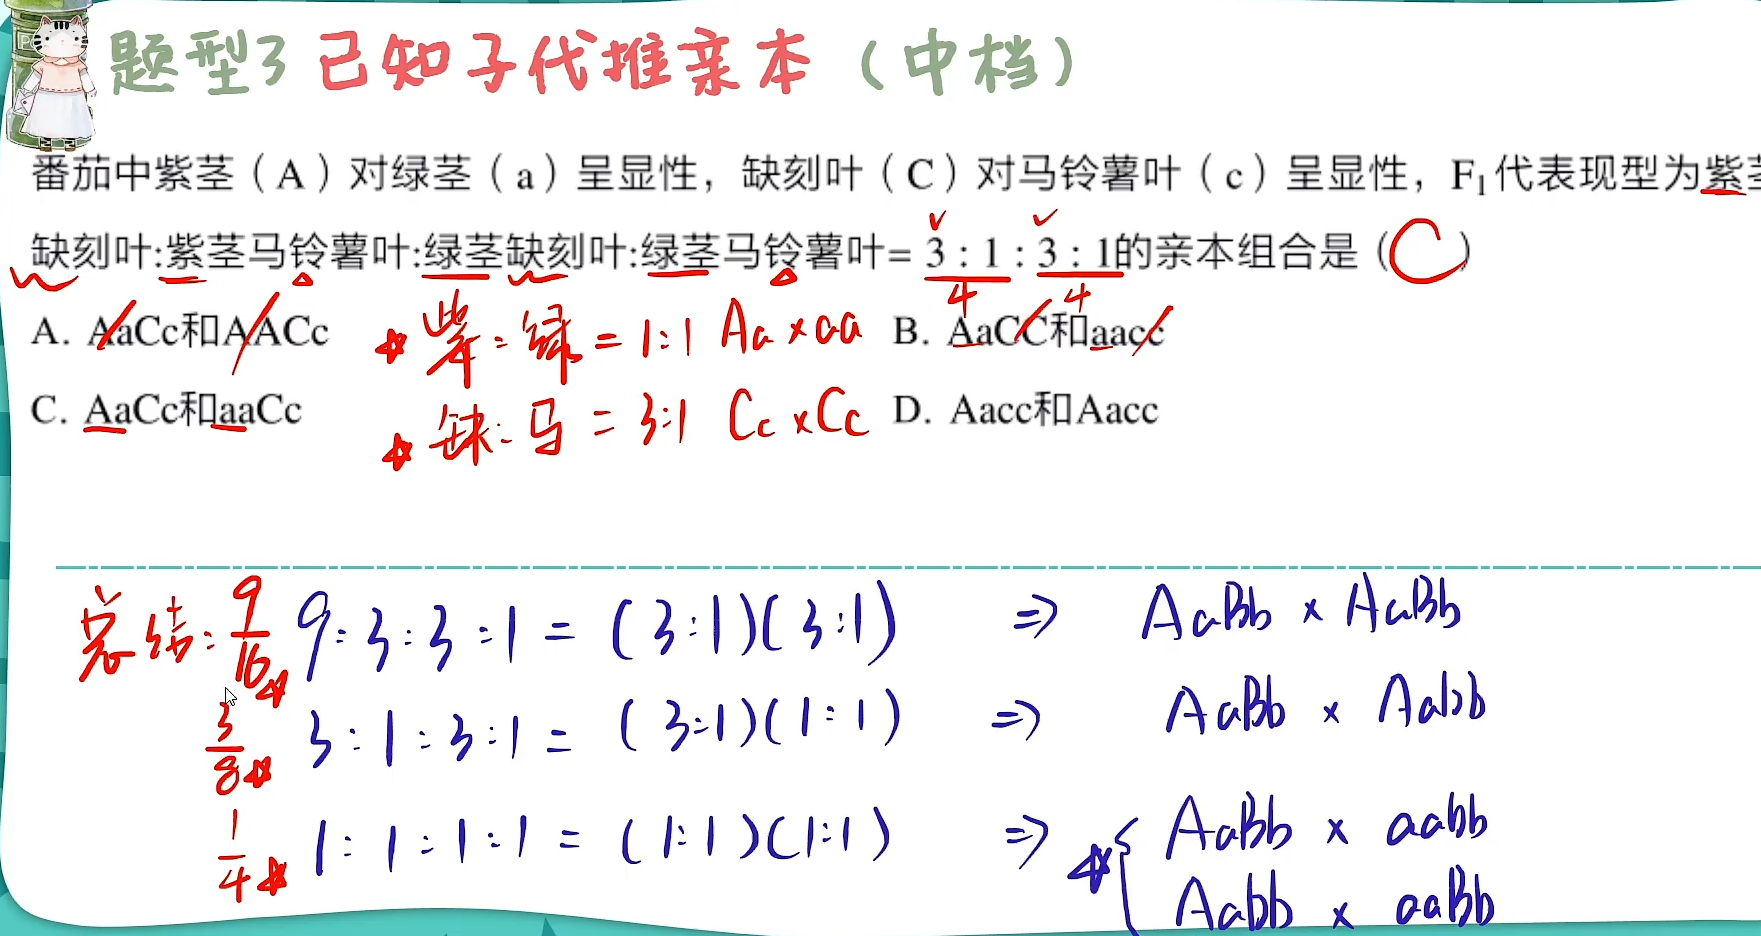 题型3 已知子代推亲本（中档）
番茄中紫茎（A）对绿茎（a）呈显性，缺刻叶（C）对马铃薯叶（c）呈显性，F₁代表现型为紫茎
缺刻叶:紫茎马铃薯叶:绿茎缺刻叶:绿茎马铃薯叶= 3 : 1 : 3 : 1的亲本组合是（C）
4 4
A. AaCc和AACc
紫:绿=1:1 Aa×aa
B. AaCC和aacc
C. AaCc和aaCc
缺:马=3:1 Cc×Cc
D. Aacc和Aacc
总结: 9/16 9:3:3:1=(3:1)(3:1) ⇒ AaBb × AaBb
3/8 3:1:3:1=(3:1)(1:1) ⇒ AaBb × Aabb
1/4 1:1:1:1=(1:1)(1:1) ⇒ { AaBb × aabb
Aabb × aaBb